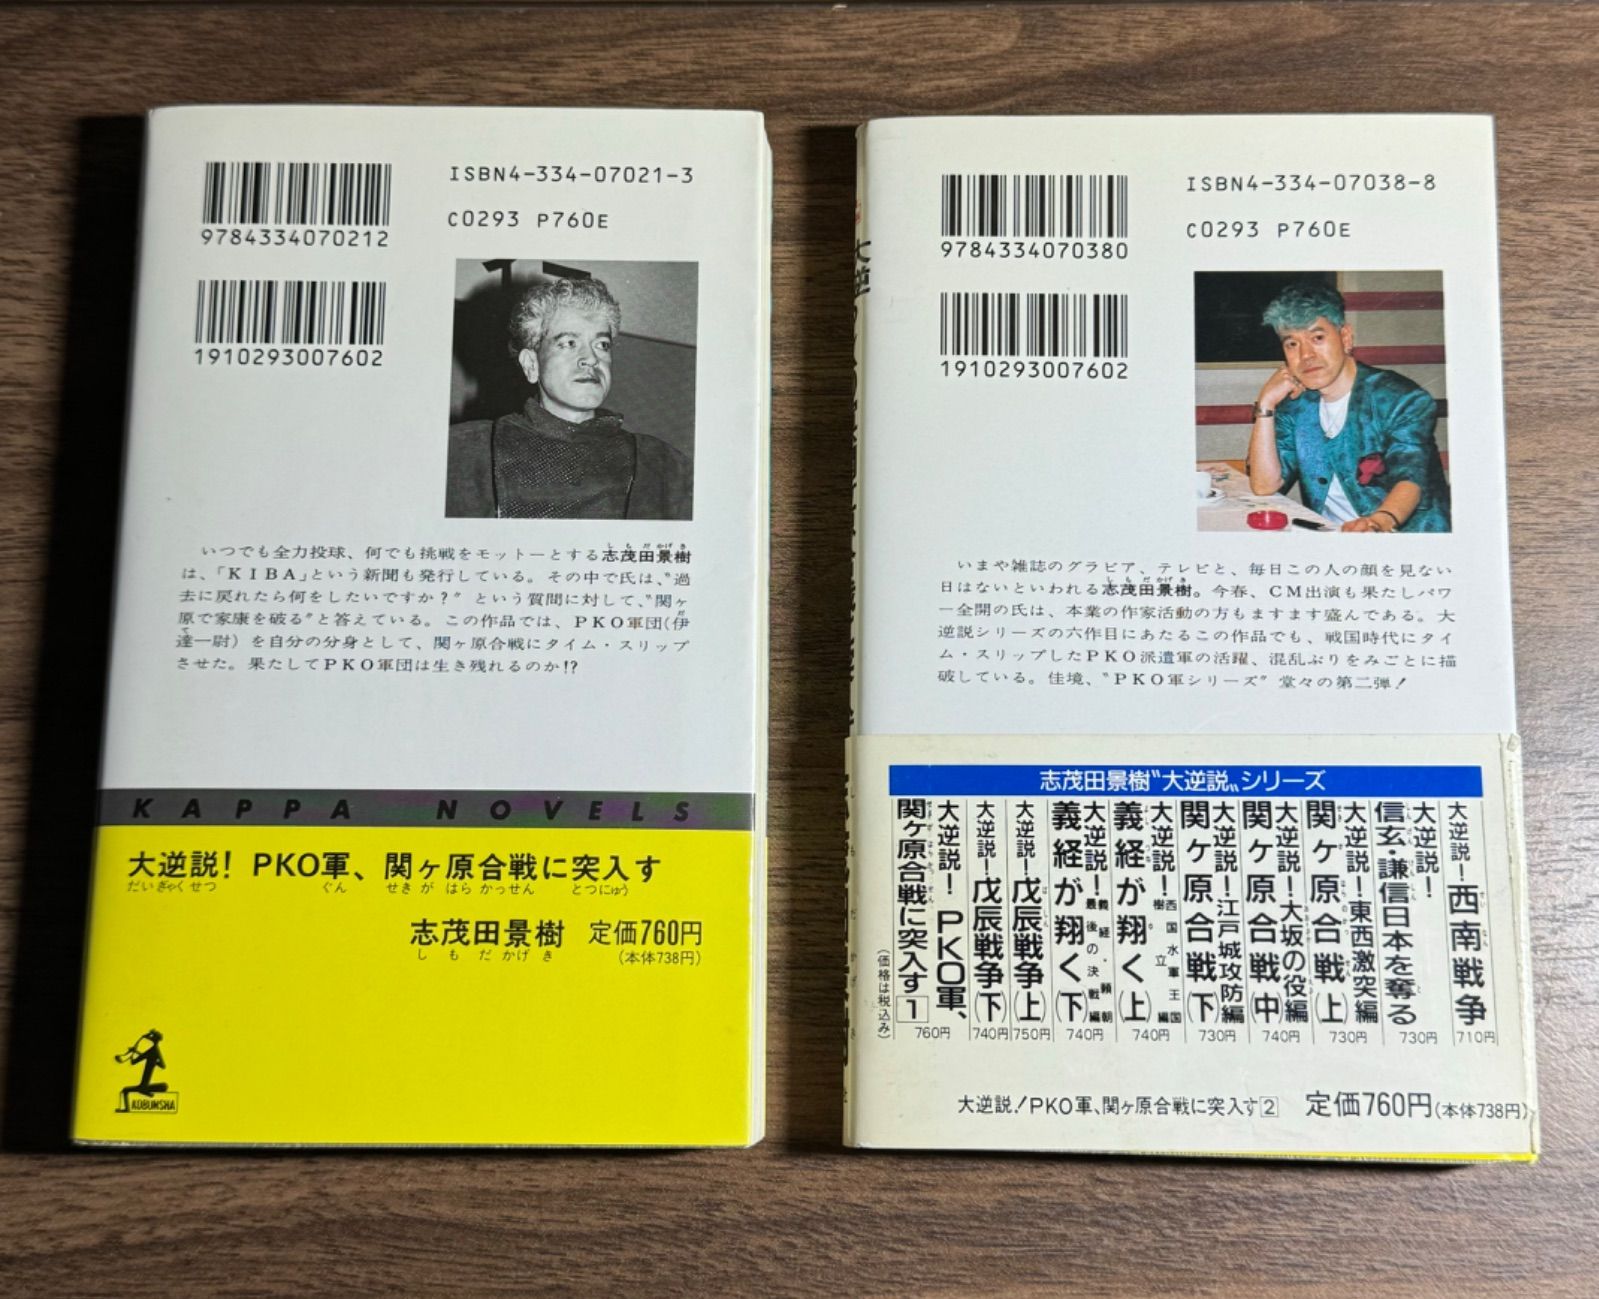 ISBN4-334-07021-3
C0293 P760E
9784334070212
1910293007602
いつでも全力投球、何でも挑戦をモットーとする志茂田景樹
は、「KIBA」という新聞も発行している。その中で氏は、〝過
去に戻れたら何をしたいですか？〟という質問に対して、〝関ヶ
原で家康を破る〟と答えている。この作品では、PKO軍団（伊
達一尉）を自分の分身として、関ヶ原合戦にタイム・スリップ
させた。果たしてPKO軍団は生き残れるのか!?
KAPPA NOVELS
大逆説！PKO軍、関ヶ原合戦に突入す
だいぎゃくせつ ぐん せきがはらかっせん とつにゅう
志茂田景樹 定価760円
しもだかげき (本体738円)
KOBUNSHA
ISBN4-334-07038-8
C0293 P760E
9784334070380
1910293007602
いまや雑誌のグラビア、テレビと、毎日この人の顔を見ない
日はないといわれる志茂田景樹。今春、CM出演も果たしパワ
ー全開の氏は、本業の作家活動の方もますます盛んである。大
逆説シリーズの六作目にあたるこの作品でも、戦国時代にタイ
ム・スリップしたPKO派遣軍の活躍、混乱ぶりをみごとに描
破している。佳境、〝PKO軍シリーズ〟堂々の第二弾！
志茂田景樹〝大逆説〟シリーズ
大逆説！西南戦争 710円
大逆説！信玄・謙信日本を奪る 730円
大逆説！東西激突編 関ヶ原合戦（上） 730円
大逆説！大坂の役編 関ヶ原合戦（中） 740円
大逆説！江戸城攻防編 関ヶ原合戦（下） 730円
大逆説！西国水軍王国樹立編 義経が翔く（上） 740円
大逆説！義経・頼朝最後の決戦編 義経が翔く（下） 740円
大逆説！戊辰戦争（上） 750円
大逆説！戊辰戦争（下） 740円
大逆説！PKO軍、関ヶ原合戦に突入す1 760円
（価格は税込み）
大逆説！PKO軍、関ヶ原合戦に突入す2 定価760円(本体738円)